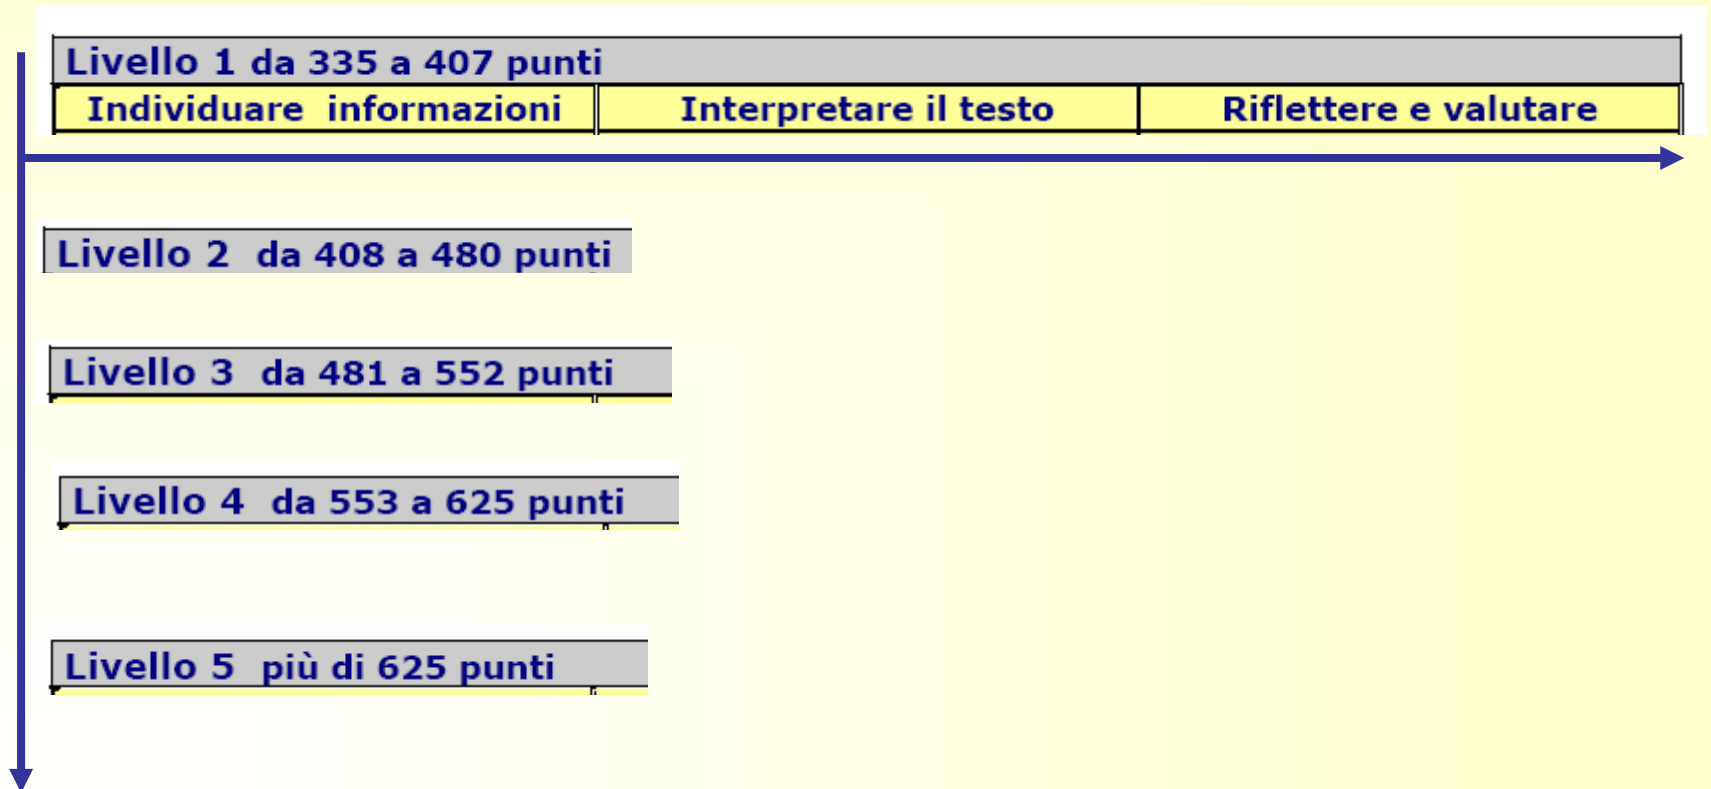 Livello 1 da 335 a 407 punti
Individuare informazioni Interpretare il testo Riflettere e valutare
Livello 2 da 408 a 480 punti
Livello 3 da 481 a 552 punti
Livello 4 da 553 a 625 punti
Livello 5 più di 625 punti